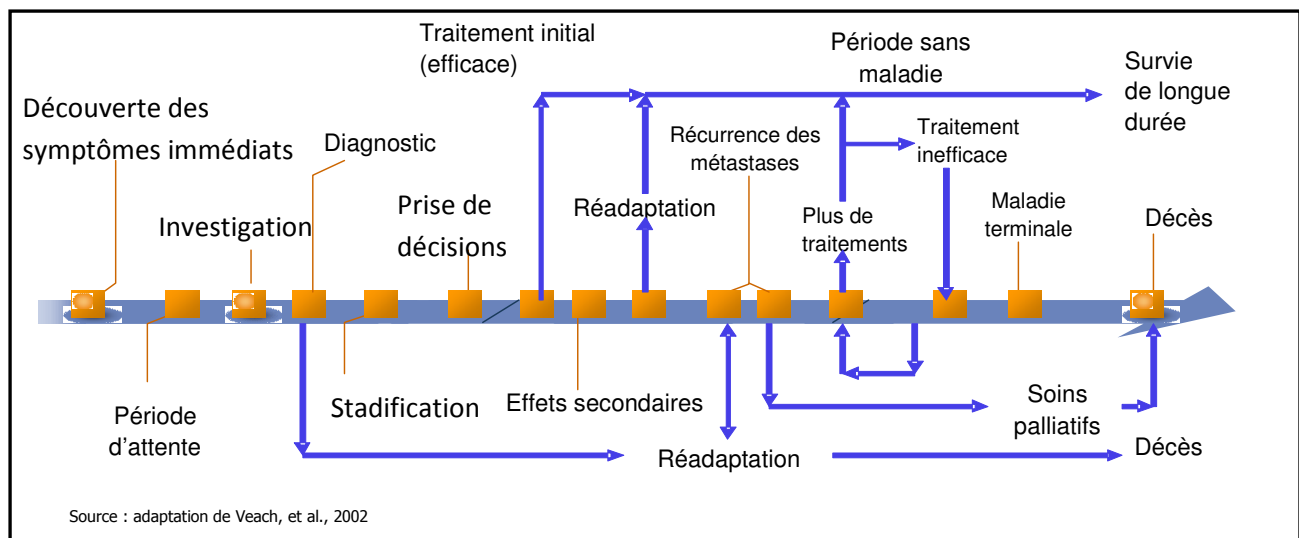 Traitement initial
(efficace)
Période sans
maladie
Survie
de longue
durée
Découverte des
symptômes immédiats
Diagnostic
Récurrence des
métastases
Traitement
inefficace
Investigation
Prise de
décisions
Réadaptation
Plus de
traitements
Maladie
terminale
Décès
Période
d'attente
Stadification
Effets secondaires
Soins
palliatifs
Réadaptation
Décès
Source : adaptation de Veach, et al., 2002